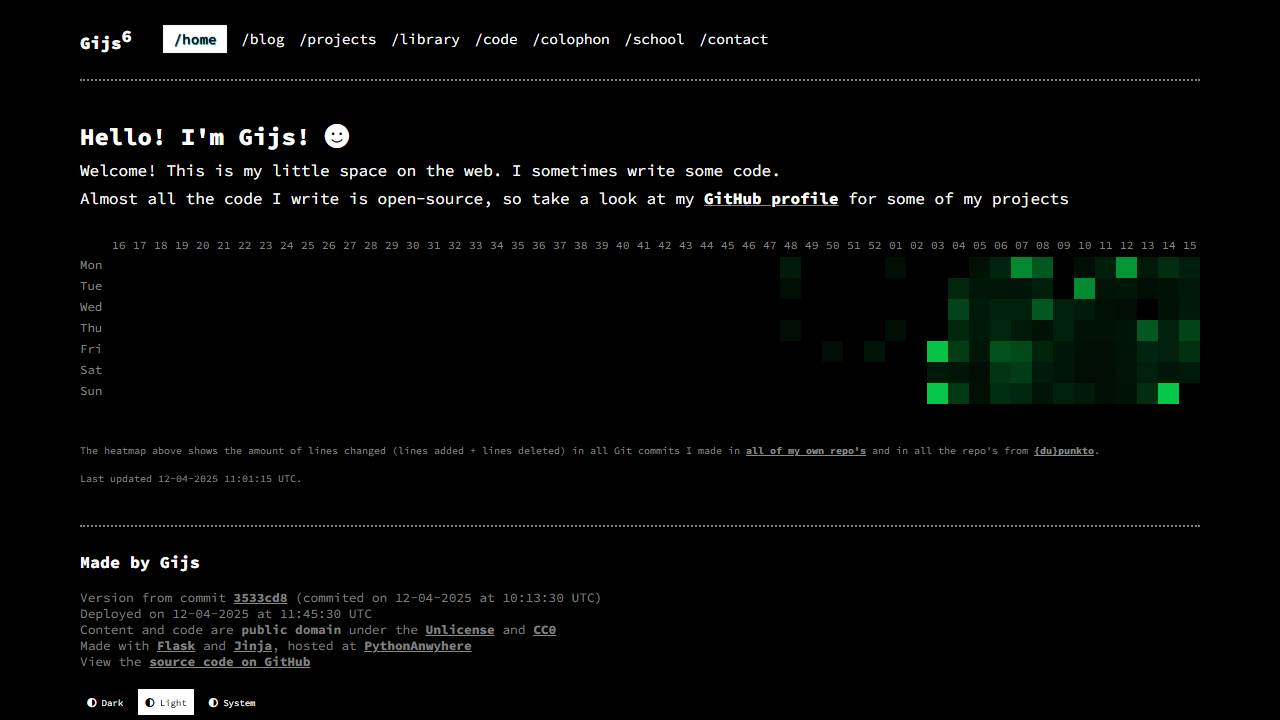 Gijs6 /home /blog /projects /library /code /colophon /school /contact
Hello! I'm Gijs!
Welcome! This is my little space on the web. I sometimes write some code.
Almost all the code I write is open-source, so take a look at my GitHub profile for some of my projects
16 17 18 19 20 21 22 23 24 25 26 27 28 29 30 31 32 33 34 35 36 37 38 39 40 41 42 43 44 45 46 47 48 49 50 51 52 01 02 03 04 05 06 07 08 09 10 11 12 13 14 15
Mon
Tue
Wed
Thu
Fri
Sat
Sun
The heatmap above shows the amount of lines changed (lines added + lines deleted) in all Git commits I made in all of my own repo's and in all the repo's from {du}punkto.
Last updated 12-04-2025 11:01:15 UTC.
Made by Gijs
Version from commit 3533cd8 (commited on 12-04-2025 at 10:13:30 UTC)
Deployed on 12-04-2025 at 11:45:30 UTC
Content and code are public domain under the Unlicense and CC0
Made with Flask and Jinja, hosted at PythonAnwyhere
View the source code on GitHub
Dark Light System